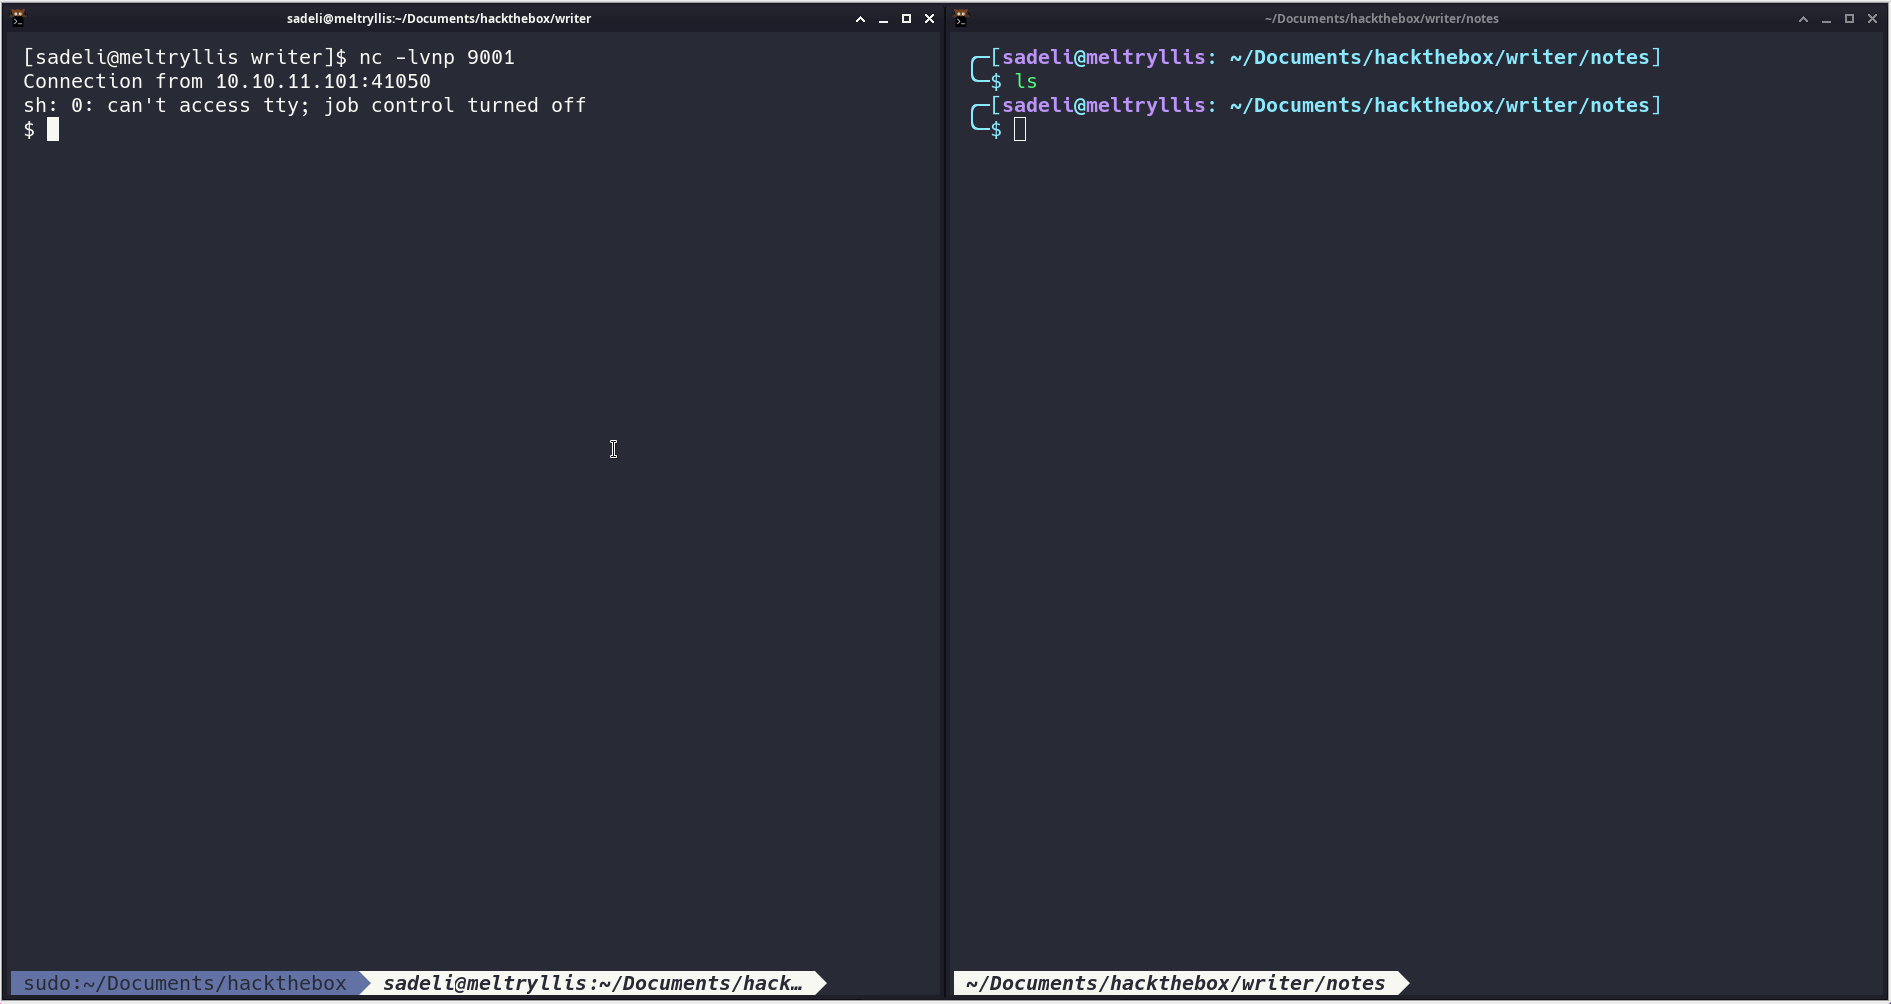 sadeli@meltryllis:~/Documents/hackthebox/writer
[sadeli@meltryllis writer]$ nc -lvnp 9001
Connection from 10.10.11.101:41050
sh: 0: can't access tty; job control turned off
$
sudo:~/Documents/hackthebox
sadeli@meltryllis:~/Documents/hack…
~/Documents/hackthebox/writer/notes
[sadeli@meltryllis: ~/Documents/hackthebox/writer/notes]
$ ls
[sadeli@meltryllis: ~/Documents/hackthebox/writer/notes]
$
~/Documents/hackthebox/writer/notes